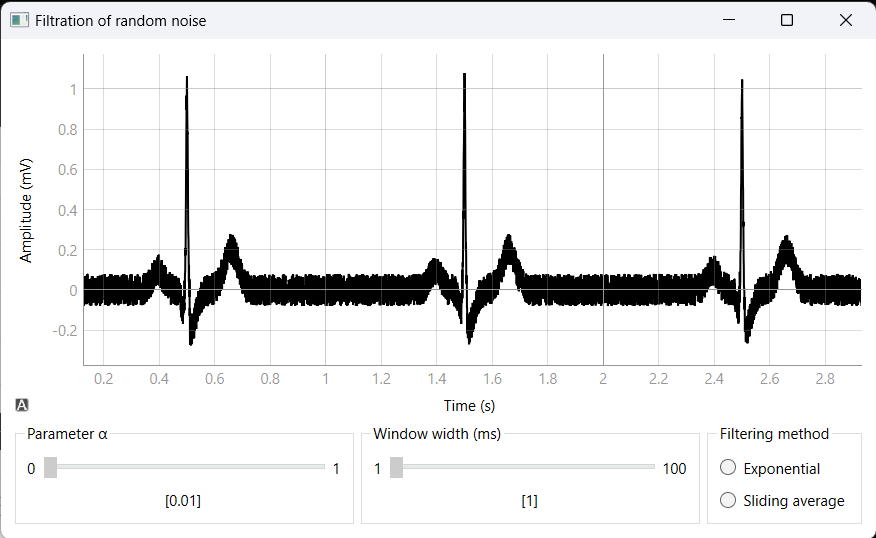 Filtration of random noise
Amplitude (mV)
1
0.8
0.6
0.4
0.2
0
-0.2
0.2 0.4 0.6 0.8 1 1.2 1.4 1.6 1.8 2 2.2 2.4 2.6 2.8
Time (s)
A
Parameter α
0 1
[0.01]
Window width (ms)
1 100
[1]
Filtering method
Exponential
Sliding average